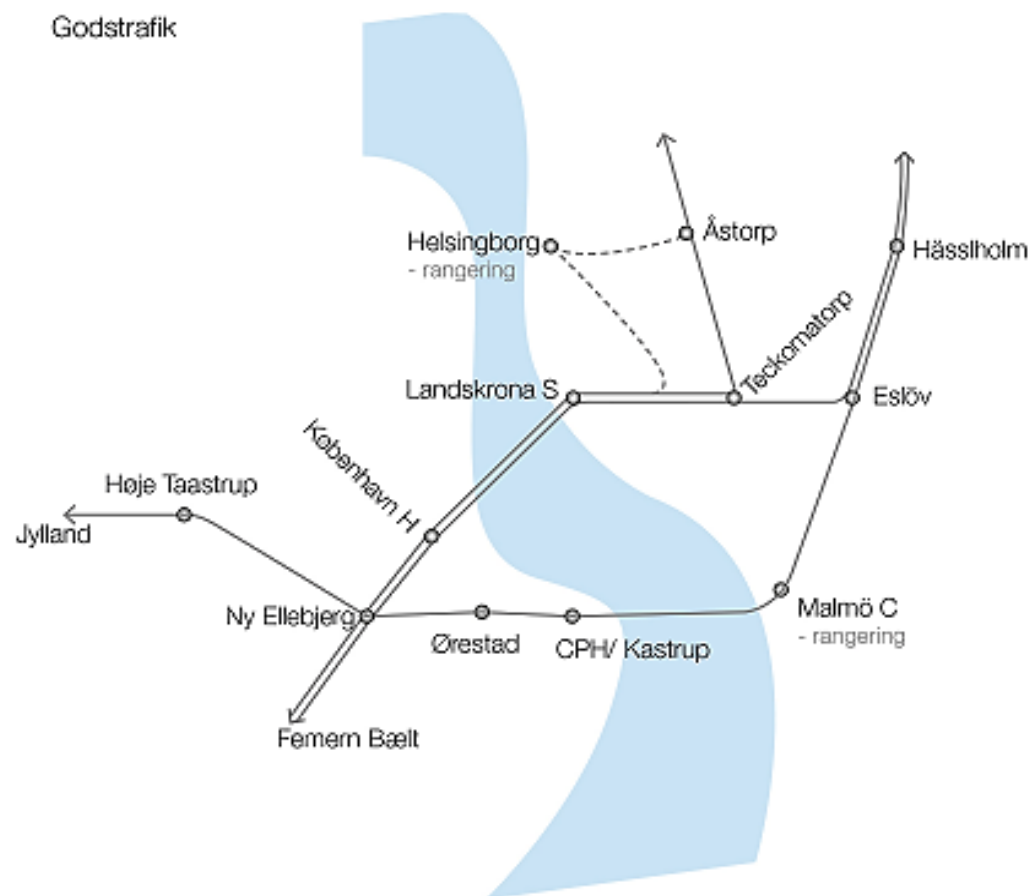 Godstrafik
Helsingborg
- rangering
Åstorp
Hässlholm
Teckomatorp
Landskrona S
Eslöv
København H
Høje Taastrup
Jylland
Ny Ellebjerg
Ørestad
CPH/ Kastrup
Malmö C
- rangering
Femern Bælt